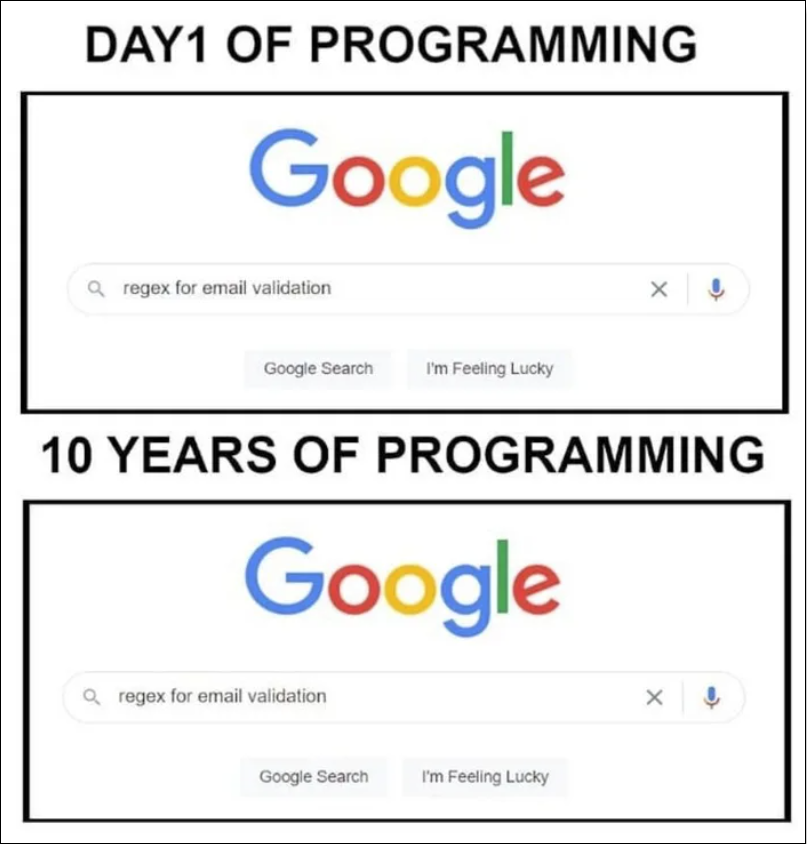 DAY1 OF PROGRAMMING
Google
regex for email validation
Google Search I'm Feeling Lucky
10 YEARS OF PROGRAMMING
Google
regex for email validation
Google Search I'm Feeling Lucky